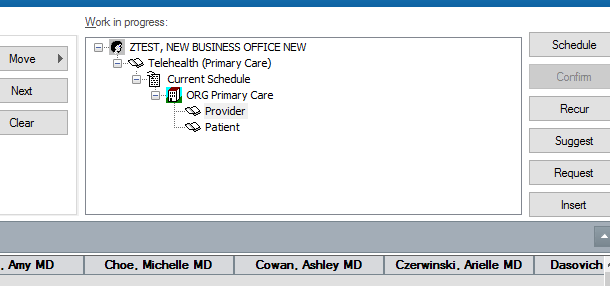 Work in progress:
Move
Next
Clear
ZTEST, NEW BUSINESS OFFICE NEW
Telehealth (Primary Care)
Current Schedule
ORG Primary Care
Provider
Patient
Schedule
Confirm
Recur
Suggest
Request
Insert
, Amy MD
Choe, Michelle MD
Cowan, Ashley MD
Czerwinski, Arielle MD
Dasovich